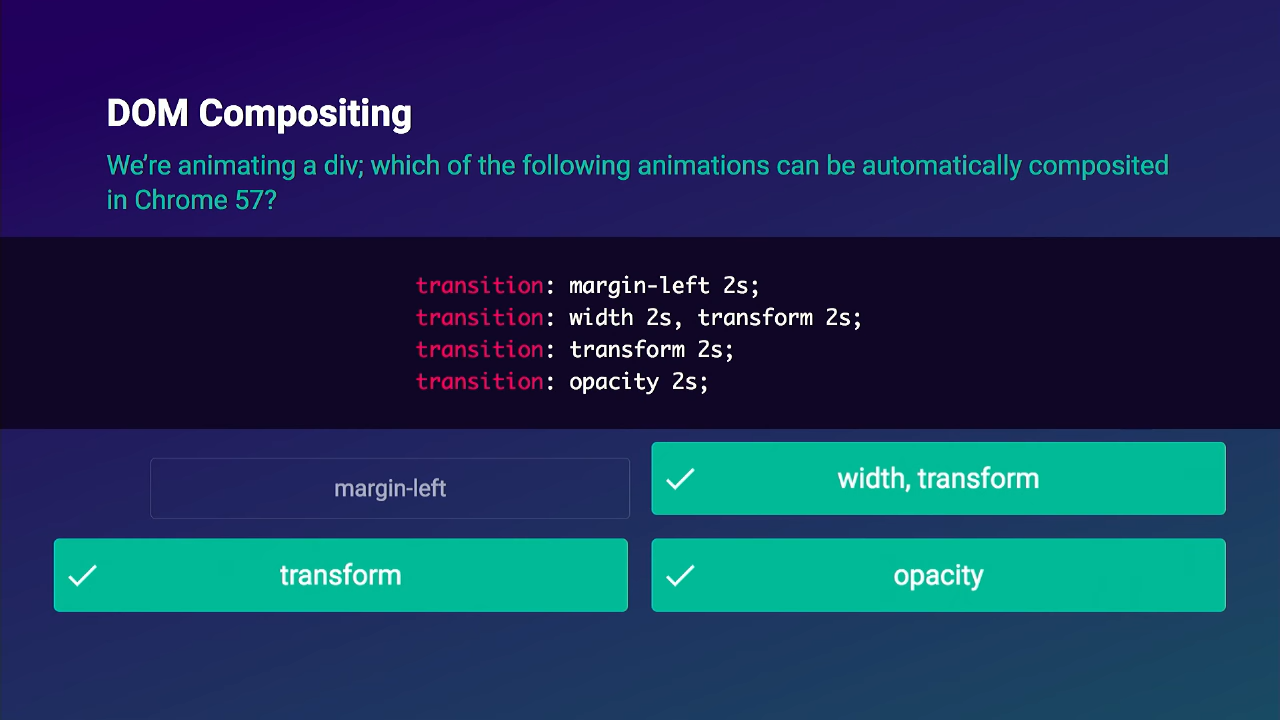 DOM Compositing
We’re animating a div; which of the following animations can be automatically composited
in Chrome 57?
transition: margin-left 2s;
transition: width 2s, transform 2s;
transition: transform 2s;
transition: opacity 2s;
margin-left
width, transform
transform
opacity